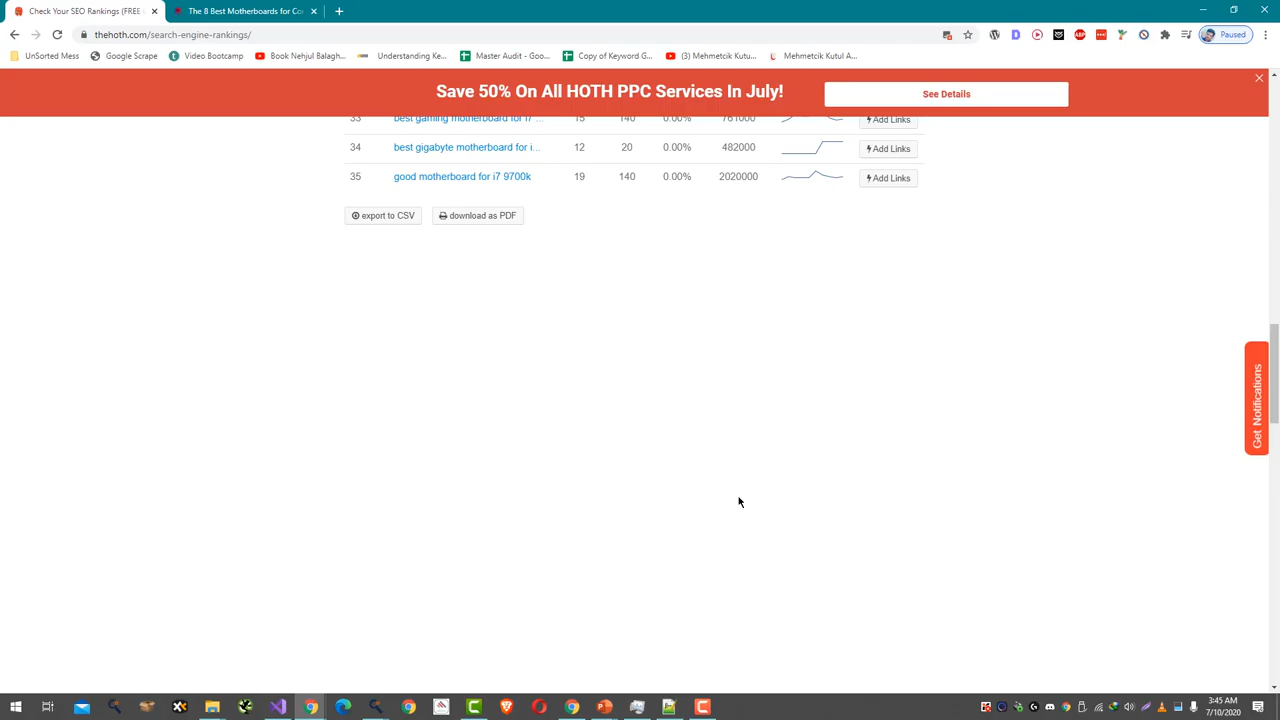 Check Your SEO Rankings (FREE
The 8 Best Motherboards for Co
thehoth.com/search-engine-rankings/
Paused
UnSorted Mess
Google Scrape
Video Bootcamp
Book Nehjul Balagh...
Understanding Ke...
Master Audit - Goo...
Copy of Keyword G...
(3) Mehmetcik Kutu...
Mehmetcik Kutul A...
Save 50% On All HOTH PPC Services In July!
See Details
33 best gaming motherboard for i7 ... 15 140 0.00% 761000 Add Links
34 best gigabyte motherboard for i... 12 20 0.00% 482000 Add Links
35 good motherboard for i7 9700k 19 140 0.00% 2020000 Add Links
export to CSV
download as PDF
Get Notifications
3:45 AM
7/10/2020